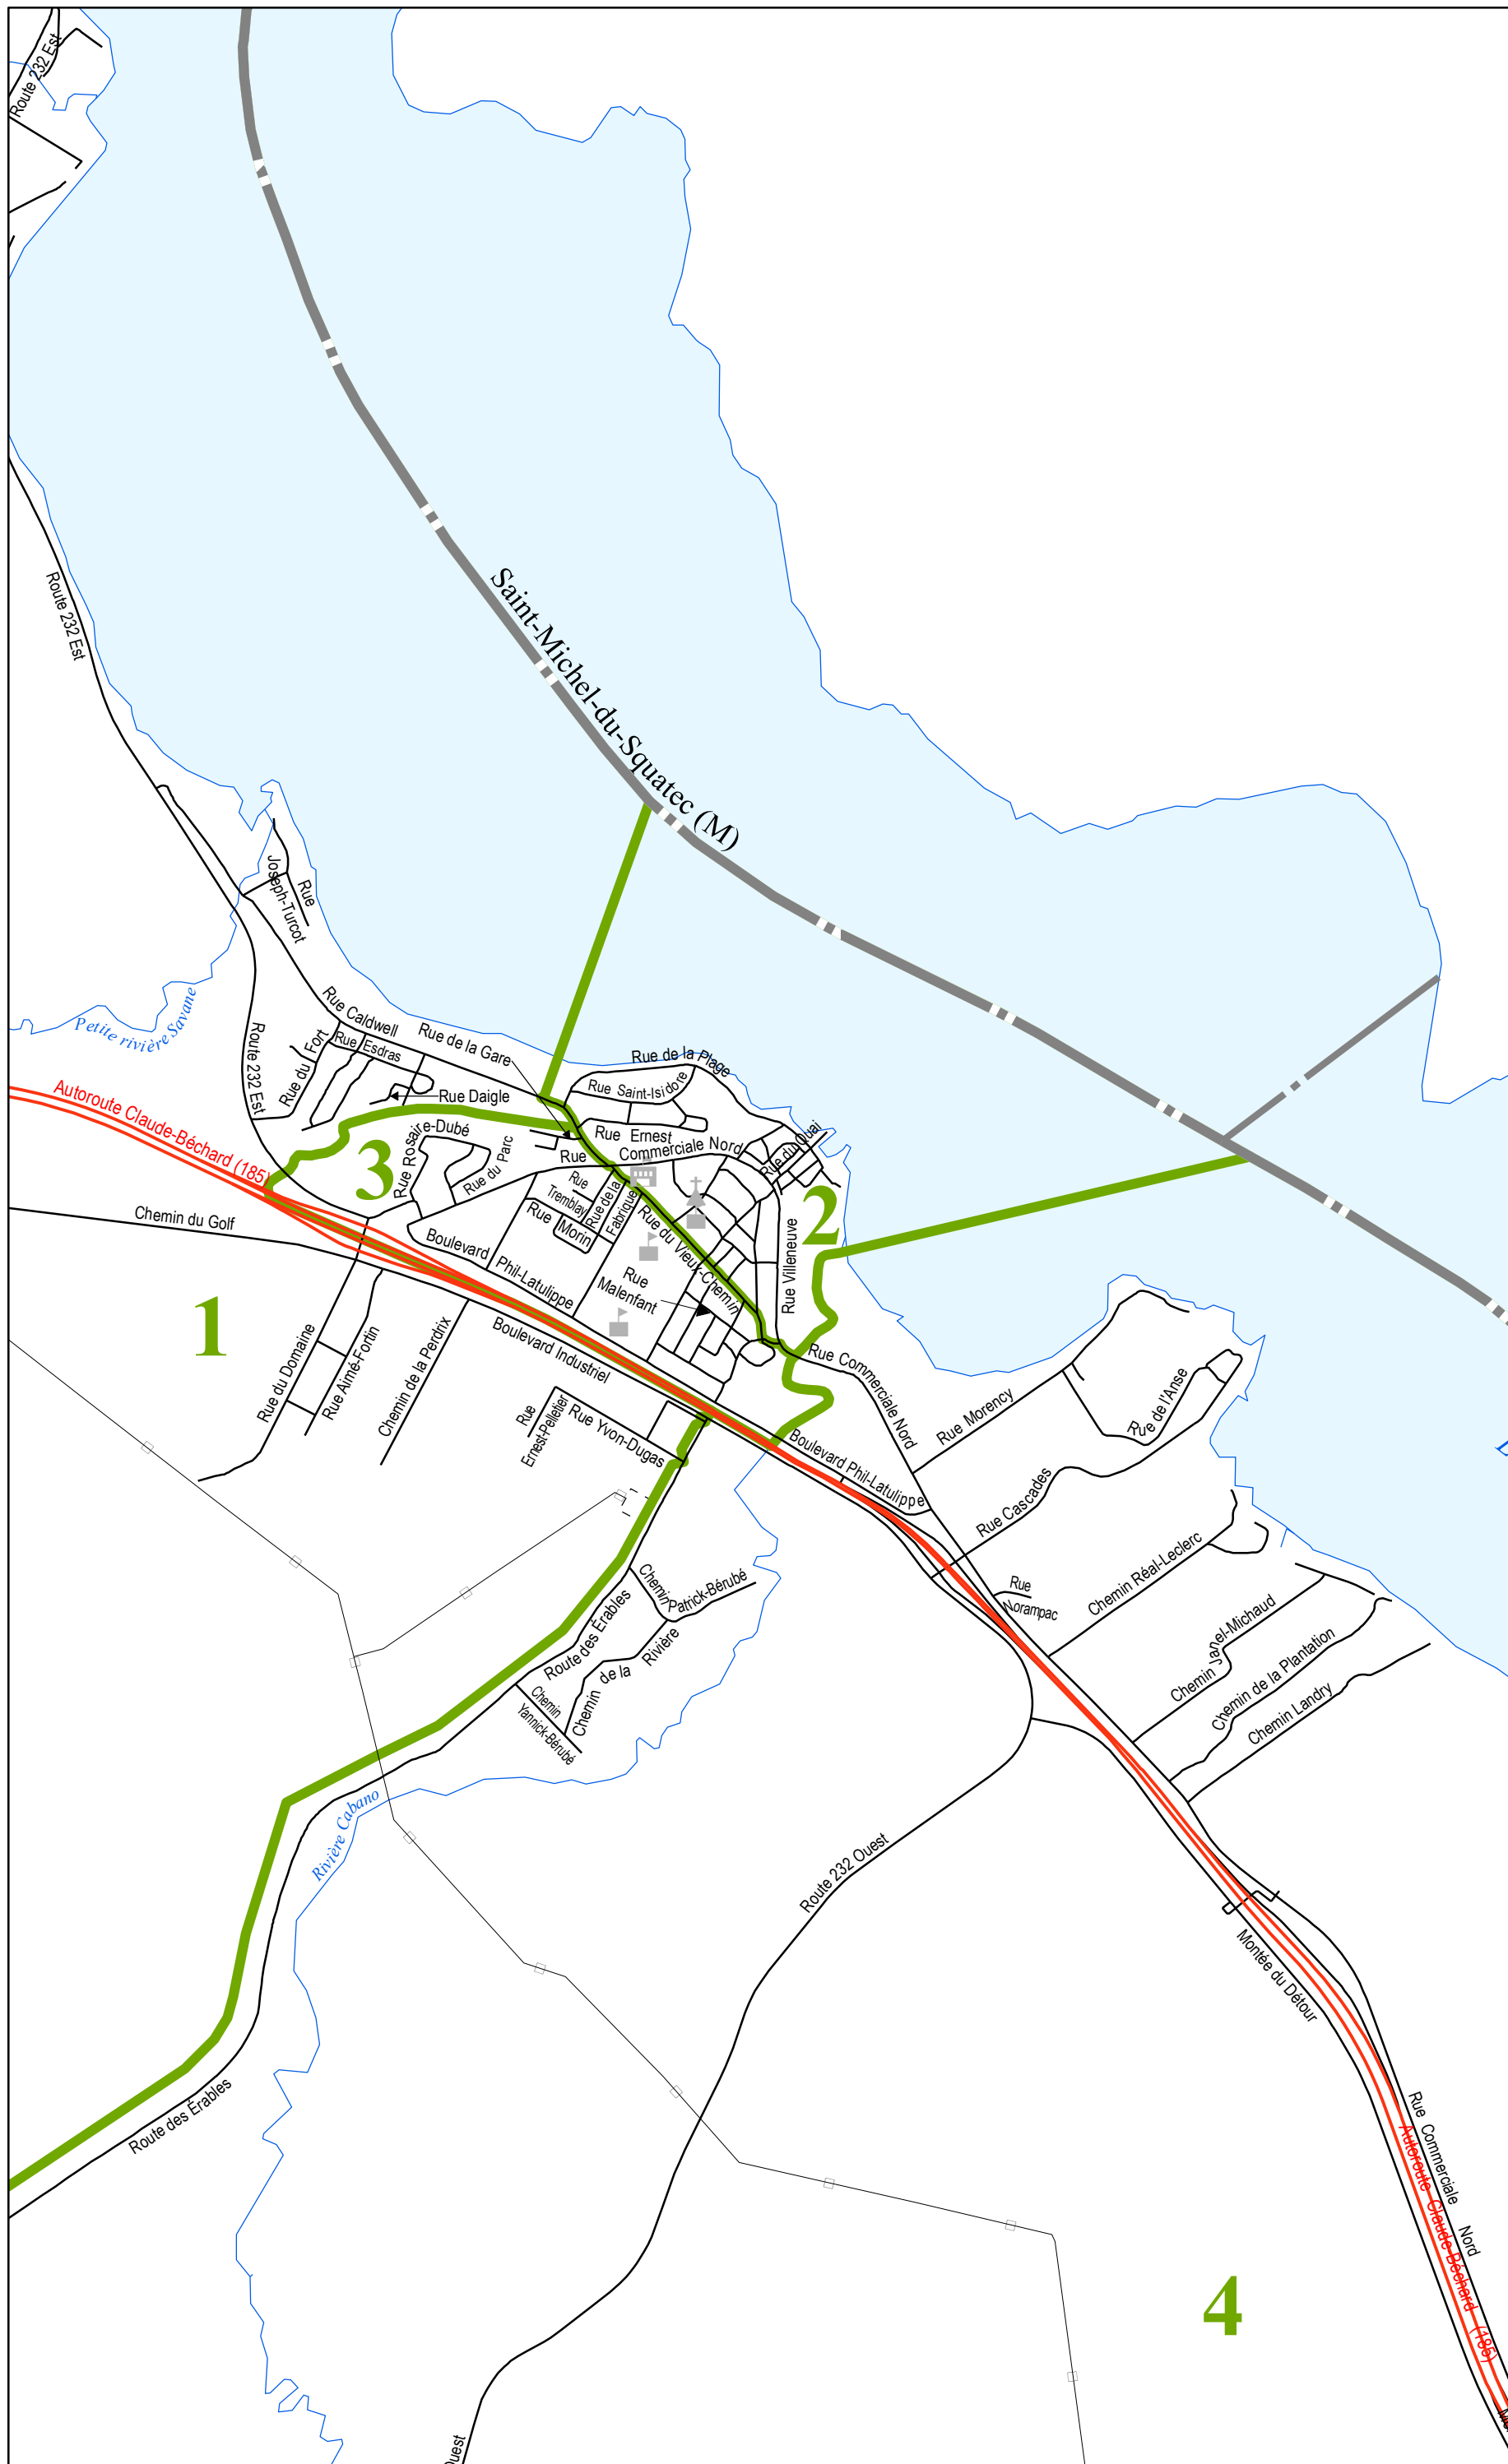 Route 232 Est
Route 232 Est
Saint-Michel-du-Squatec (M)
Rue
Joseph-Turcot
Petite rivière Savane
Rue Caldwell
Rue de la Gare
Route 232 Est
Rue du Fort
Rue Esdras
Rue de la Plage
Rue Saint-Isidore
Rue Daigle
Autoroute Claude-Béchard (185)
3
Rue Rosaire-Dubé
Rue du Parc
Rue Ernest
Rue Commerciale Nord
Rue du Quai
Rue
Tremblay
Rue de la
Fabrique
Rue Morin
Rue du Vieux-Chemin
2
Chemin du Golf
Boulevard Phil-Latulippe
Rue
Malenfant
Rue Villeneuve
1
Rue du Domaine
Rue Aimé-Fortin
Chemin de la Perdrix
Boulevard Industriel
Rue Commerciale Nord
Rue
Ernest-Pelletier
Rue Yvon-Dugas
Rue Morency
Rue de l'Anse
Boulevard Phil-Latulippe
Rue Cascades
Chemin Réal-Leclerc
Rue
Norampac
Chemin
Patrick-Bérubé
Route des Érables
Chemin de la Rivière
Chemin
Yannick-Bérubé
Chemin Janel-Michaud
Chemin de la Plantation
Chemin Landry
Rivière Cabano
Route 232 Ouest
Montée du Détour
Route des Érables
Rue Commerciale Nord
Autoroute Claude-Béchard (185)
4